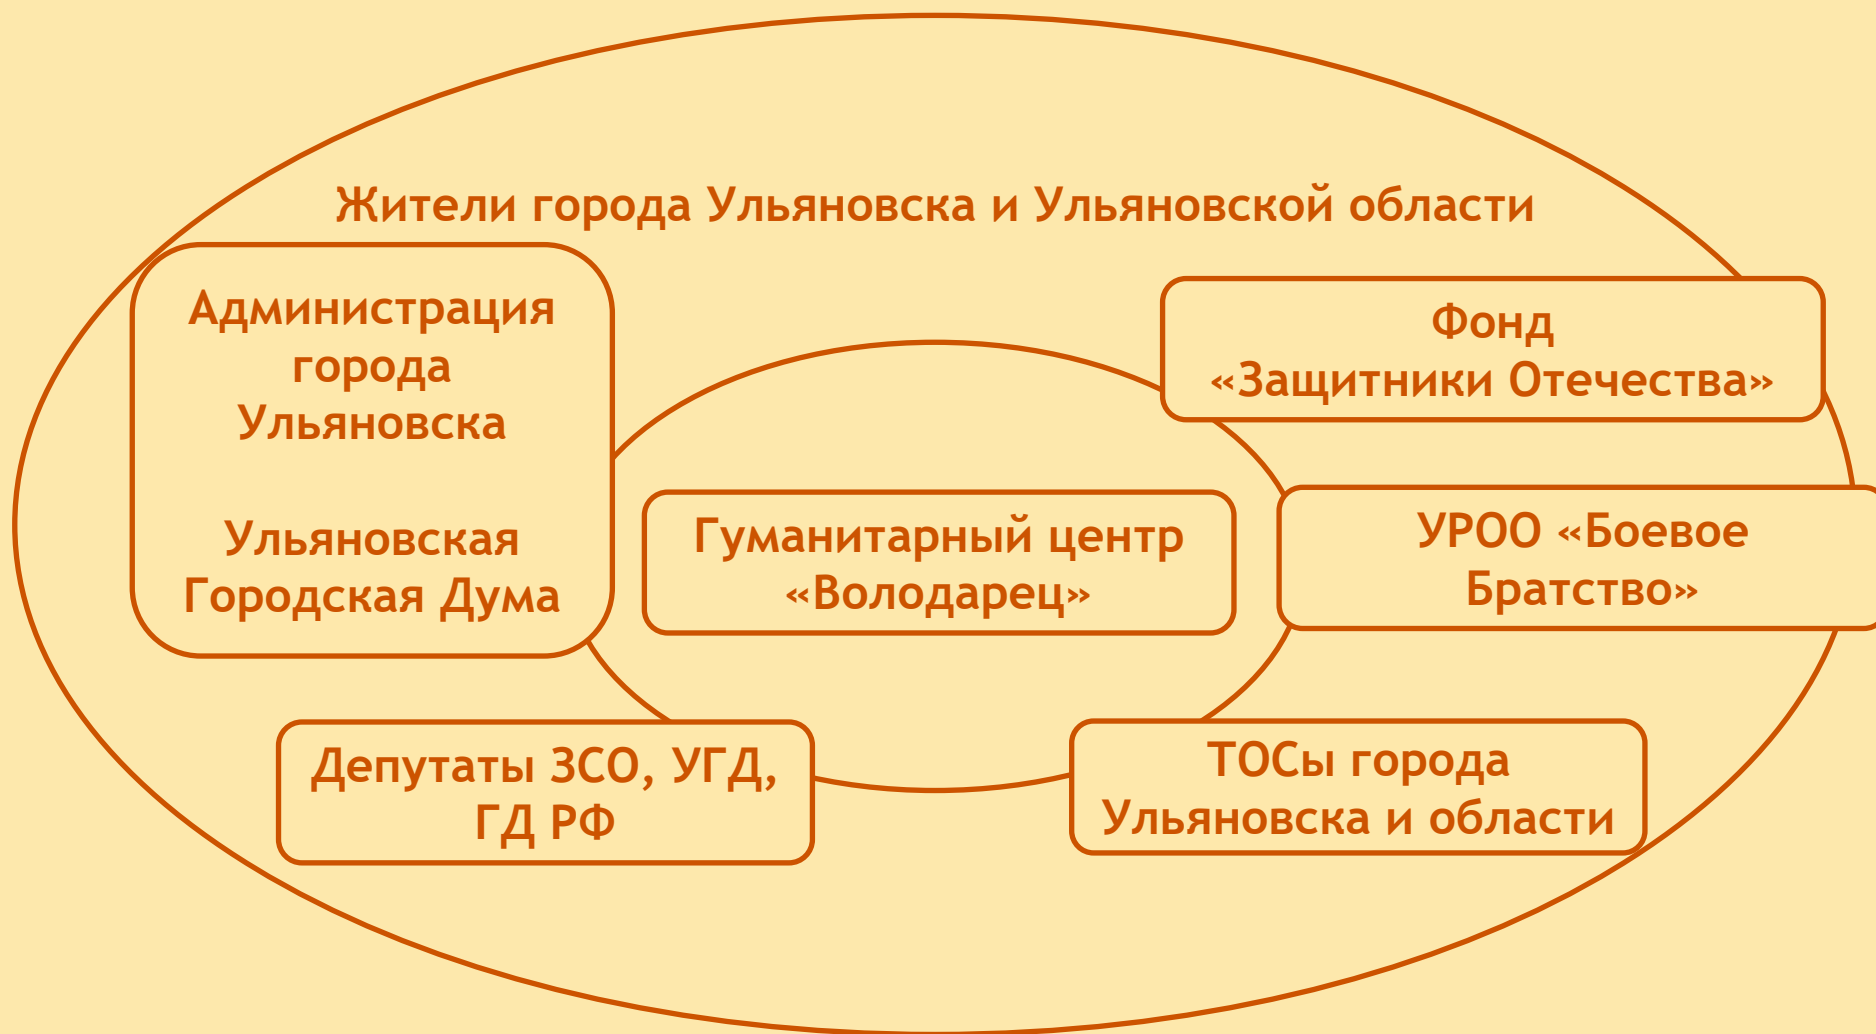 Жители города Ульяновска и Ульяновской области
Администрация
города
Ульяновска
Ульяновская
Городская Дума
Фонд
«Защитники Отечества»
Гуманитарный центр
«Володарец»
УРОО «Боевое
Братство»
Депутаты ЗСО, УГД,
ГД РФ
ТОСы города
Ульяновска и области